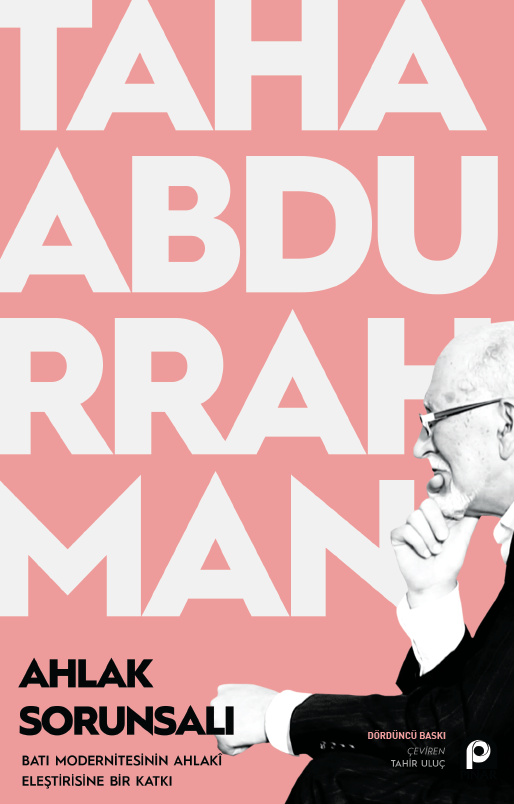 TAHA
ABDU
RRAH
MAN
AHLAK
SORUNSALI
BATI MODERNİTESİNİN AHLAKÎ
ELEŞTİRİSİNE BİR KATKI
DÖRDÜNCÜ BASKI
ÇEVİREN
TAHİR ULUÇ
p